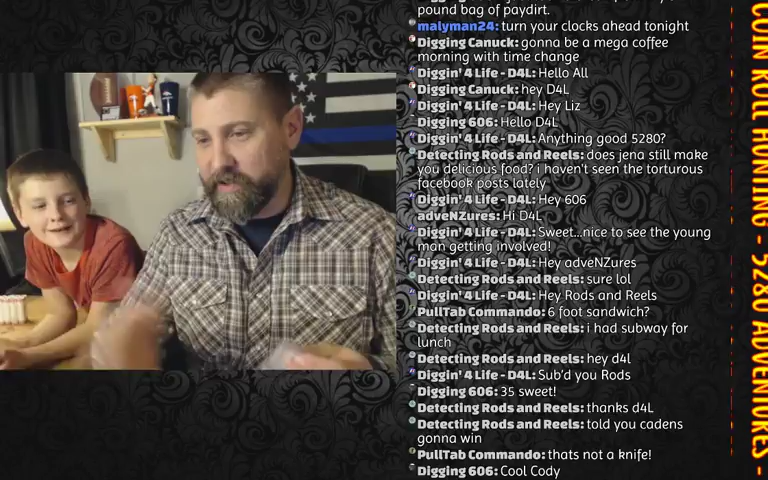 pound bag of paydirt.
malyman24: turn your clocks ahead tonight
Digging Canuck: gonna be a mega coffee
morning with time change
Diggin' 4 Life - D4L: Hello All
Digging Canuck: hey D4L
Diggin' 4 Life - D4L: Hey Liz
Digging 606: Hello D4L
Diggin' 4 Life - D4L: Anything good 5280?
Detecting Rods and Reels: does jena still make
you delicious food? i haven't seen the torturous
facebook posts lately
Diggin' 4 Life - D4L: Hey 606
adveNZures: Hi D4L
Diggin' 4 Life - D4L: Sweet...nice to see the young
man getting involved!
Diggin' 4 Life - D4L: Hey adveNZures
Detecting Rods and Reels: sure lol
Diggin' 4 Life - D4L: Hey Rods and Reels
PullTab Commando: 6 foot sandwich?
Detecting Rods and Reels: i had subway for
lunch
Detecting Rods and Reels: hey d4l
Diggin' 4 Life - D4L: Sub'd you Rods
Digging 606: 35 sweet!
Detecting Rods and Reels: thanks d4L
Detecting Rods and Reels: told you cadens
gonna win
PullTab Commando: thats not a knife!
Digging 606: Cool Cody
COIN ROLL HUNTING - 5280 ADVENTURES -